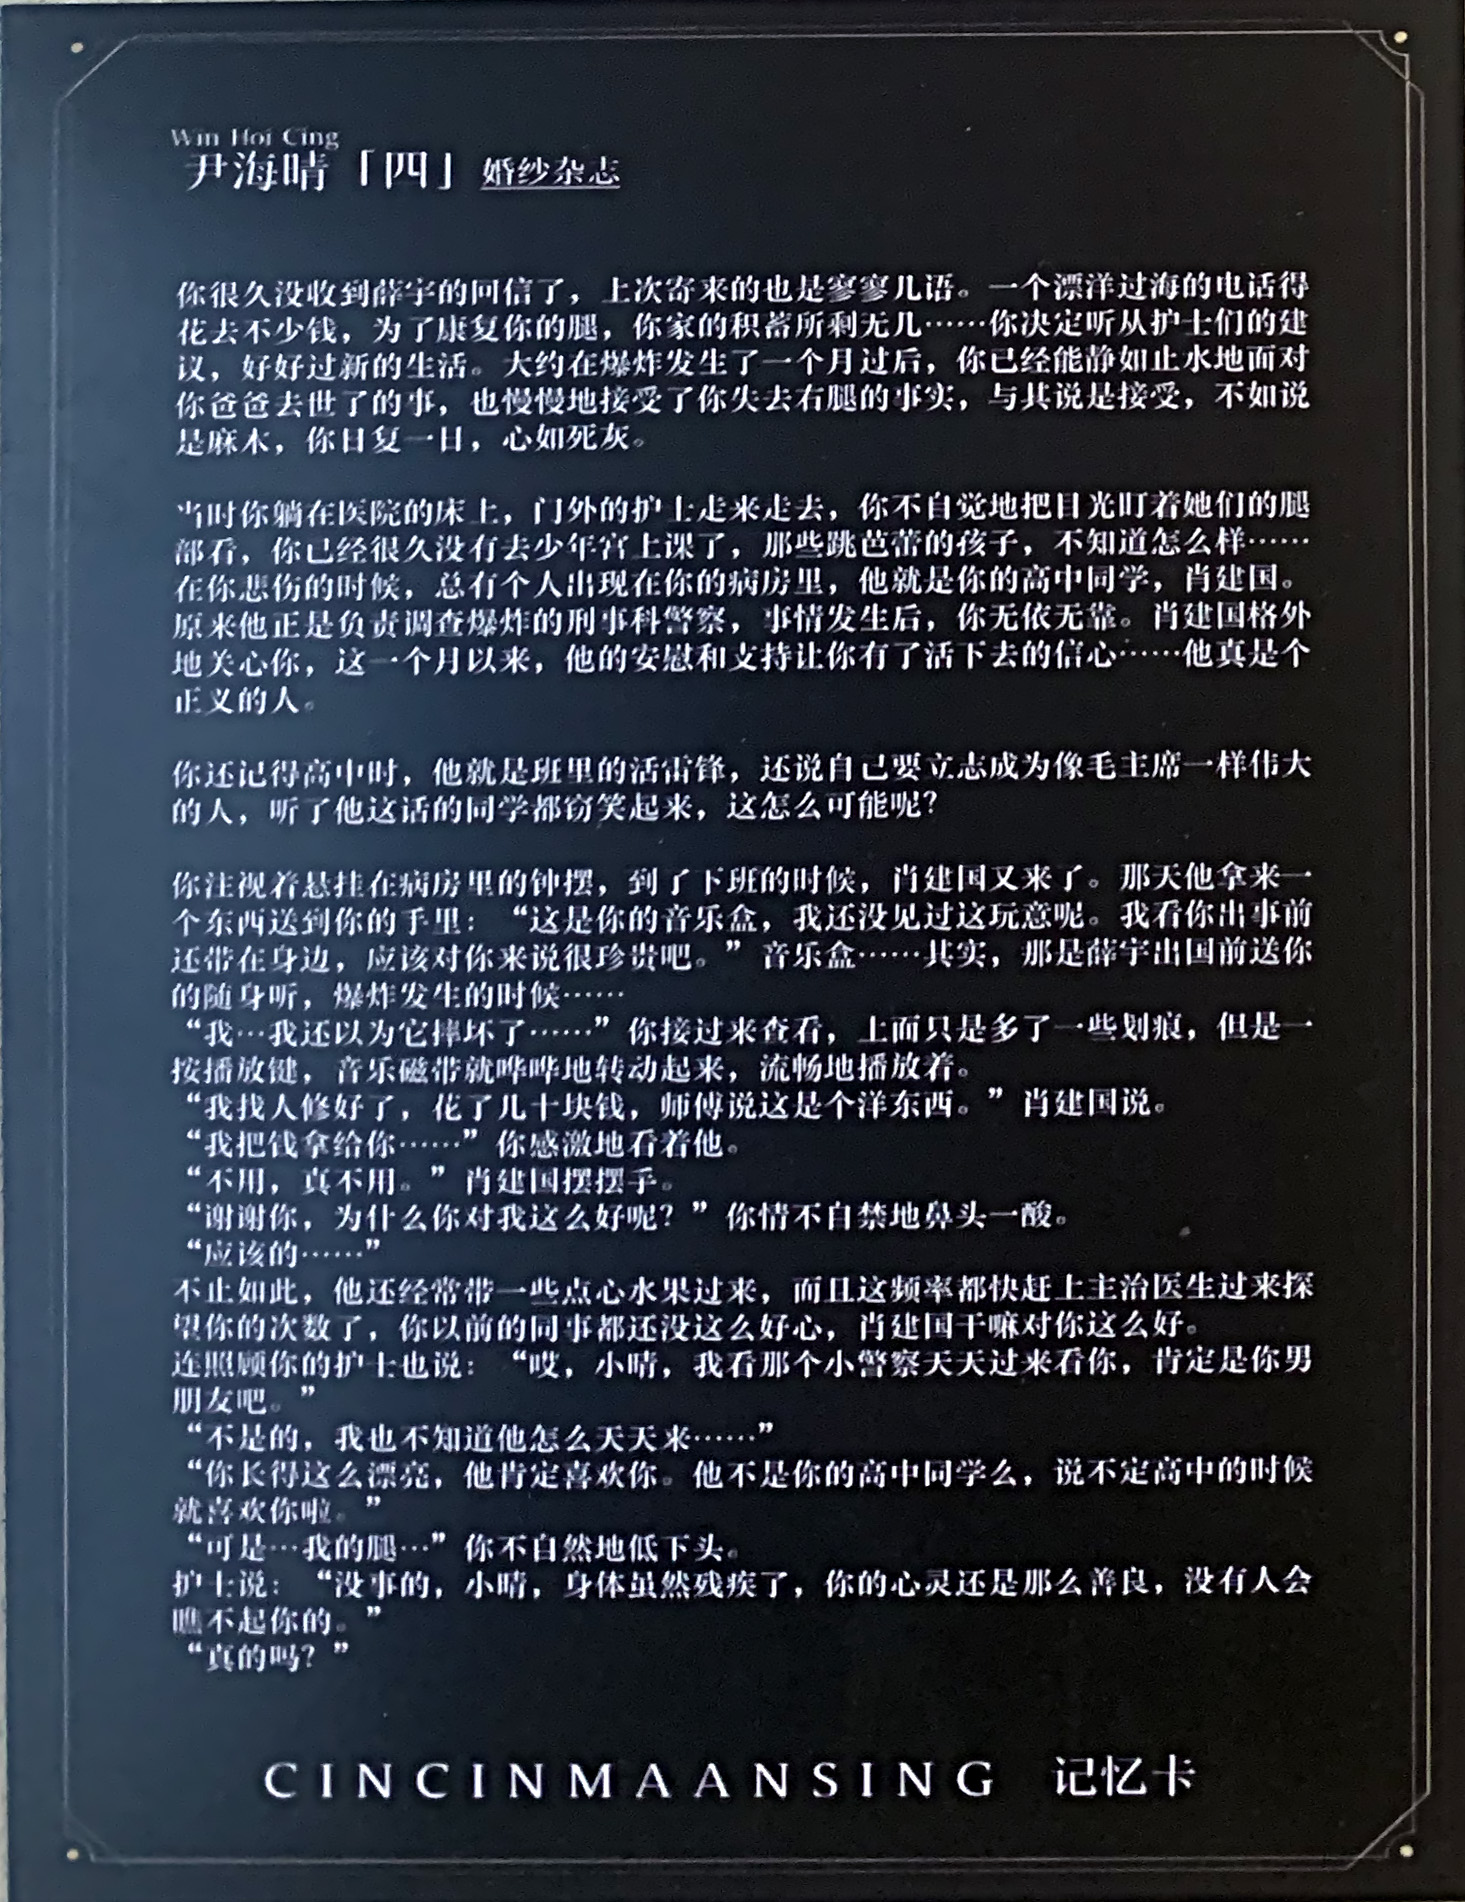 Win Hoi Cing
尹海晴「四」婚纱杂志
你很久没收到薛宇的回信了，上次寄来的也是寥寥几语。一个漂洋过海的电话得
花去不少钱，为了康复你的腿，你家的积蓄所剩无几……你决定听从护士们的建
议，好好过新的生活。大约在爆炸发生了一个月过后，你已经能静如止水地面对
你爸爸去世了的事，也慢慢地接受了你失去右腿的事实，与其说是接受，不如说
是麻木，你日复一日，心如死灰。
当时你躺在医院的床上，门外的护士走来走去，你不自觉地把目光盯着她们的腿
部看，你已经很久没有去少年宫上课了，那些跳芭蕾的孩子，不知道怎么样……
在你悲伤的时候，总有个人出现在你的病房里，他就是你的高中同学，肖建国。
原来他正是负责调查爆炸的刑事科警察，事情发生后，你无依无靠。肖建国格外
地关心你，这一个月以来，他的安慰和支持让你有了活下去的信心……他真是个
正义的人。
你还记得高中时，他就是班里的活雷锋，还说自己要立志成为像毛主席一样伟大
的人，听了他这话的同学都窃笑起来，这怎么可能呢？
你注视着悬挂在病房里的钟摆，到了下班的时候，肖建国又来了。那天他拿来一
个东西送到你的手里：“这是你的音乐盒，我还没见过这玩意呢。我看你出事前
还带在身边，应该对你来说很珍贵吧。”音乐盒……其实，那是薛宇出国前送你
的随身听，爆炸发生的时候……
“我…我还以为它摔坏了……”你接过来查看，上面只是多了一些划痕，但是一
按播放键，音乐磁带就哗哗地转动起来，流畅地播放着。
“我找人修好了，花了几十块钱，师傅说这是个洋东西。”肖建国说。
“我把钱拿给你……”你感激地看着他。
“不用，真不用。”肖建国摆摆手。
“谢谢你，为什么你对我这么好呢？”你情不自禁地鼻头一酸。
“应该的……”
不止如此，他还经常带一些点心水果过来，而且这频率都快赶上主治医生过来探
望你的次数了，你以前的同事都还没这么好心，肖建国干嘛对你这么好。
连照顾你的护士也说：“哎，小晴，我看那个小警察天天过来看你，肯定是你男
朋友吧。”
“不是的，我也不知道他怎么天天来……”
“你长得这么漂亮，他肯定喜欢你。他不是你的高中同学么，说不定高中的时候
就喜欢你啦。”
“可是…我的腿…”你不自然地低下头。
护士说：“没事的，小晴，身体虽然残疾了，你的心灵还是那么善良，没有人会
瞧不起你的。”
“真的吗？”
CINCINMAANSING 记忆卡